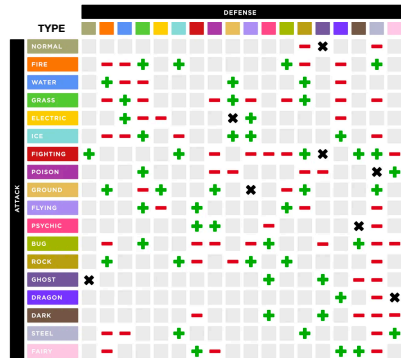 DEFENSE
TYPE
ATTACK
NORMAL
FIRE
WATER
GRASS
ELECTRIC
ICE
FIGHTING
POISON
GROUND
FLYING
PSYCHIC
BUG
ROCK
GHOST
DRAGON
DARK
STEEL
FAIRY